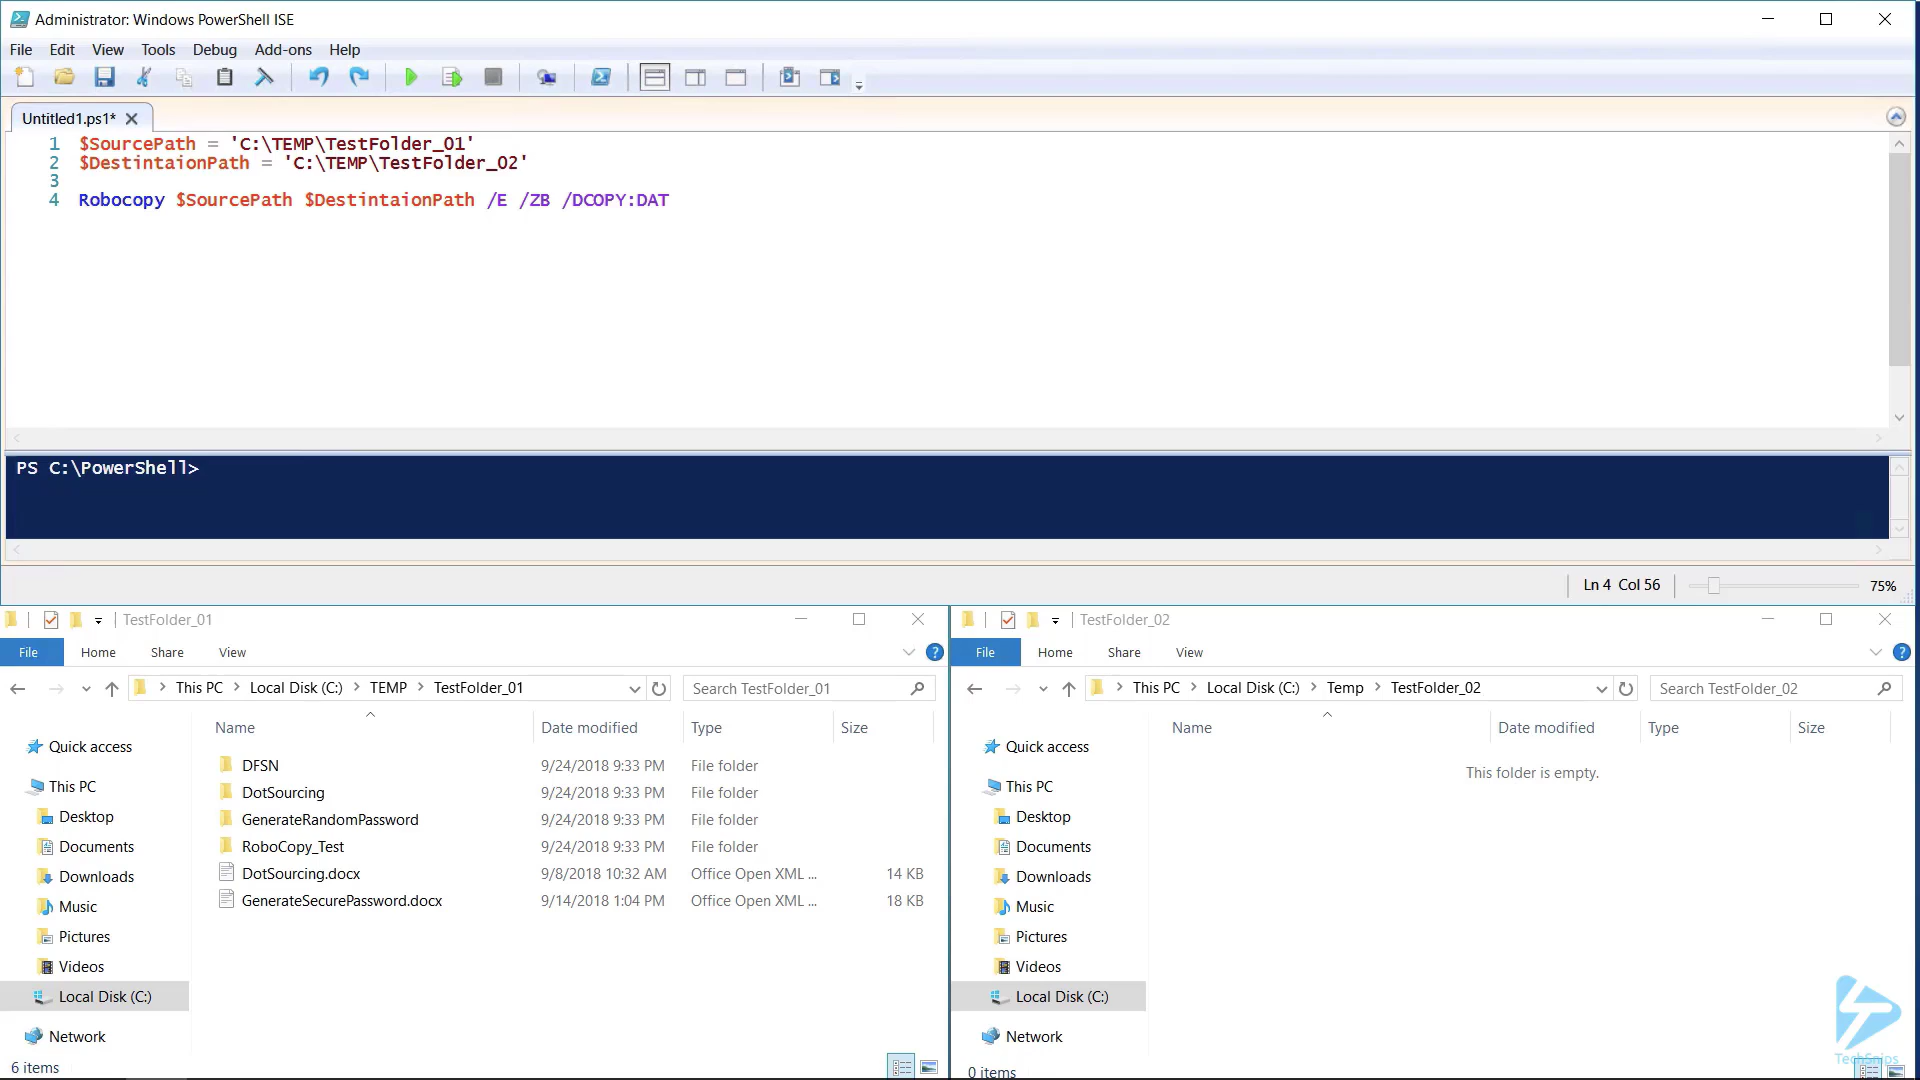 Administrator: Windows PowerShell ISE
File Edit View Tools Debug Add-ons Help
Untitled1.ps1*
1 $SourcePath = 'C:\TEMP\TestFolder_01'
2 $DestintaionPath = 'C:\TEMP\TestFolder_02'
3
4 Robocopy $SourcePath $DestintaionPath /E /ZB /DCOPY:DAT
PS C:\PowerShell>
Ln 4 Col 56 75%
TestFolder_01
File Home Share View
This PC Local Disk (C:) TEMP TestFolder_01 Search TestFolder_01
Name Date modified Type Size
Quick access
This PC
Desktop
Documents
Downloads
Music
Pictures
Videos
Local Disk (C:)
Network
DFSN 9/24/2018 9:33 PM File folder
DotSourcing 9/24/2018 9:33 PM File folder
GenerateRandomPassword 9/24/2018 9:33 PM File folder
RoboCopy_Test 9/24/2018 9:33 PM File folder
DotSourcing.docx 9/8/2018 10:32 AM Office Open XML ... 14 KB
GenerateSecurePassword.docx 9/14/2018 1:04 PM Office Open XML ... 18 KB
6 items
TestFolder_02
File Home Share View
This PC Local Disk (C:) Temp TestFolder_02 Search TestFolder_02
Name Date modified Type Size
This folder is empty.
Quick access
This PC
Desktop
Documents
Downloads
Music
Pictures
Videos
Local Disk (C:)
Network
0 items
TechSnips